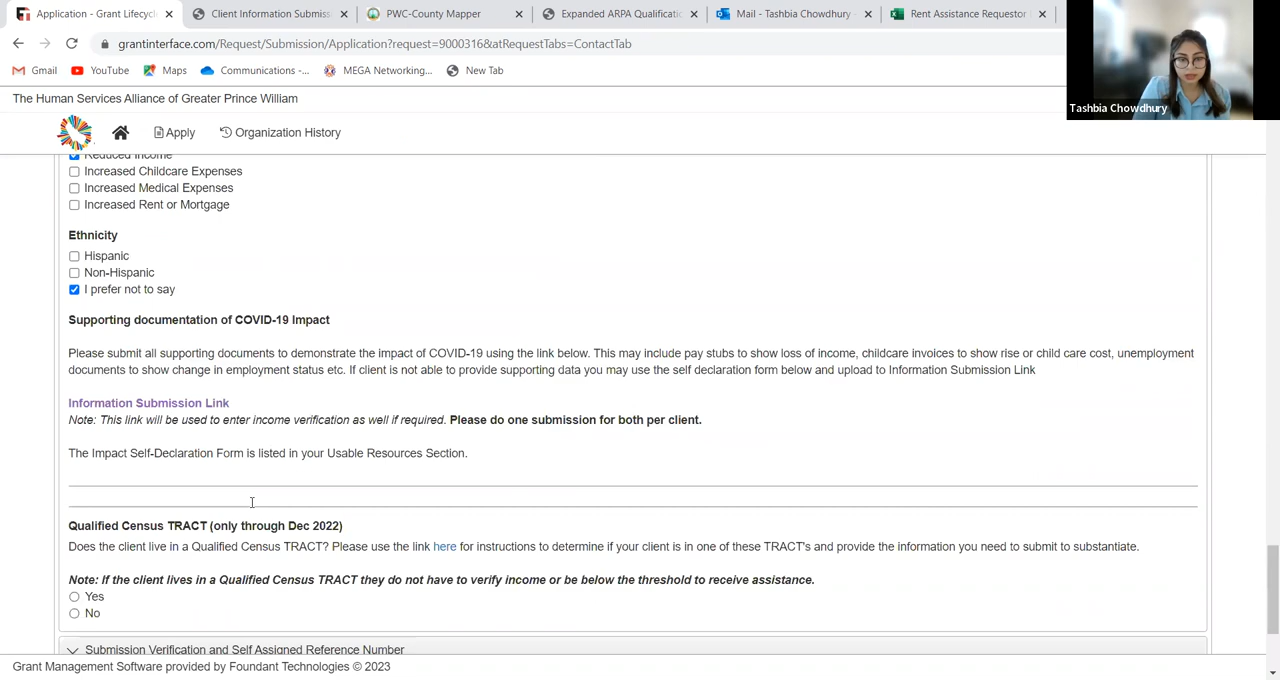 Application - Grant Lifecycl
Client Information Submiss
PWC-County Mapper
Expanded ARPA Qualificatio
Mail - Tashbia Chowdhury
Rent Assistance Requestor
grantinterface.com/Request/Submission/Application?request=9000316&atRequestTabs=ContactTab
Gmail
YouTube
Maps
Communications -...
MEGA Networking...
New Tab
Tashbia Chowdhury
The Human Services Alliance of Greater Prince William
Apply
Organization History
Reduced Income
Increased Childcare Expenses
Increased Medical Expenses
Increased Rent or Mortgage
Ethnicity
Hispanic
Non-Hispanic
I prefer not to say
Supporting documentation of COVID-19 Impact
Please submit all supporting documents to demonstrate the impact of COVID-19 using the link below. This may include pay stubs to show loss of income, childcare invoices to show rise or child care cost, unemployment
documents to show change in employment status etc. If client is not able to provide supporting data you may use the self declaration form below and upload to Information Submission Link
Information Submission Link
Note: This link will be used to enter income verification as well if required. Please do one submission for both per client.
The Impact Self-Declaration Form is listed in your Usable Resources Section.
Qualified Census TRACT (only through Dec 2022)
Does the client live in a Qualified Census TRACT? Please use the link here for instructions to determine if your client is in one of these TRACT's and provide the information you need to submit to substantiate.
Note: If the client lives in a Qualified Census TRACT they do not have to verify income or be below the threshold to receive assistance.
Yes
No
Submission Verification and Self Assigned Reference Number
Grant Management Software provided by Foundant Technologies © 2023